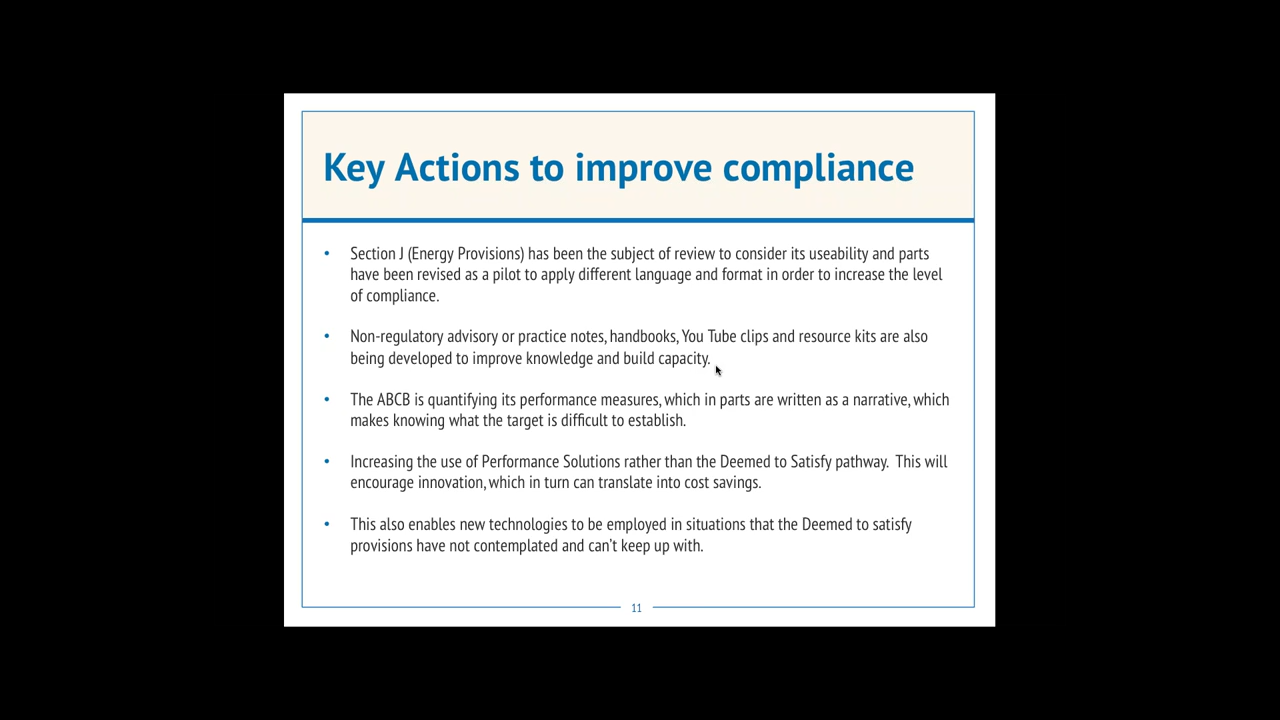 Key Actions to improve compliance
• Section J (Energy Provisions) has been the subject of review to consider its useability and parts
have been revised as a pilot to apply different language and format in order to increase the level
of compliance.
• Non-regulatory advisory or practice notes, handbooks, You Tube clips and resource kits are also
being developed to improve knowledge and build capacity.
• The ABCB is quantifying its performance measures, which in parts are written as a narrative, which
makes knowing what the target is difficult to establish.
• Increasing the use of Performance Solutions rather than the Deemed to Satisfy pathway.  This will
encourage innovation, which in turn can translate into cost savings.
• This also enables new technologies to be employed in situations that the Deemed to satisfy
provisions have not contemplated and can't keep up with.
11